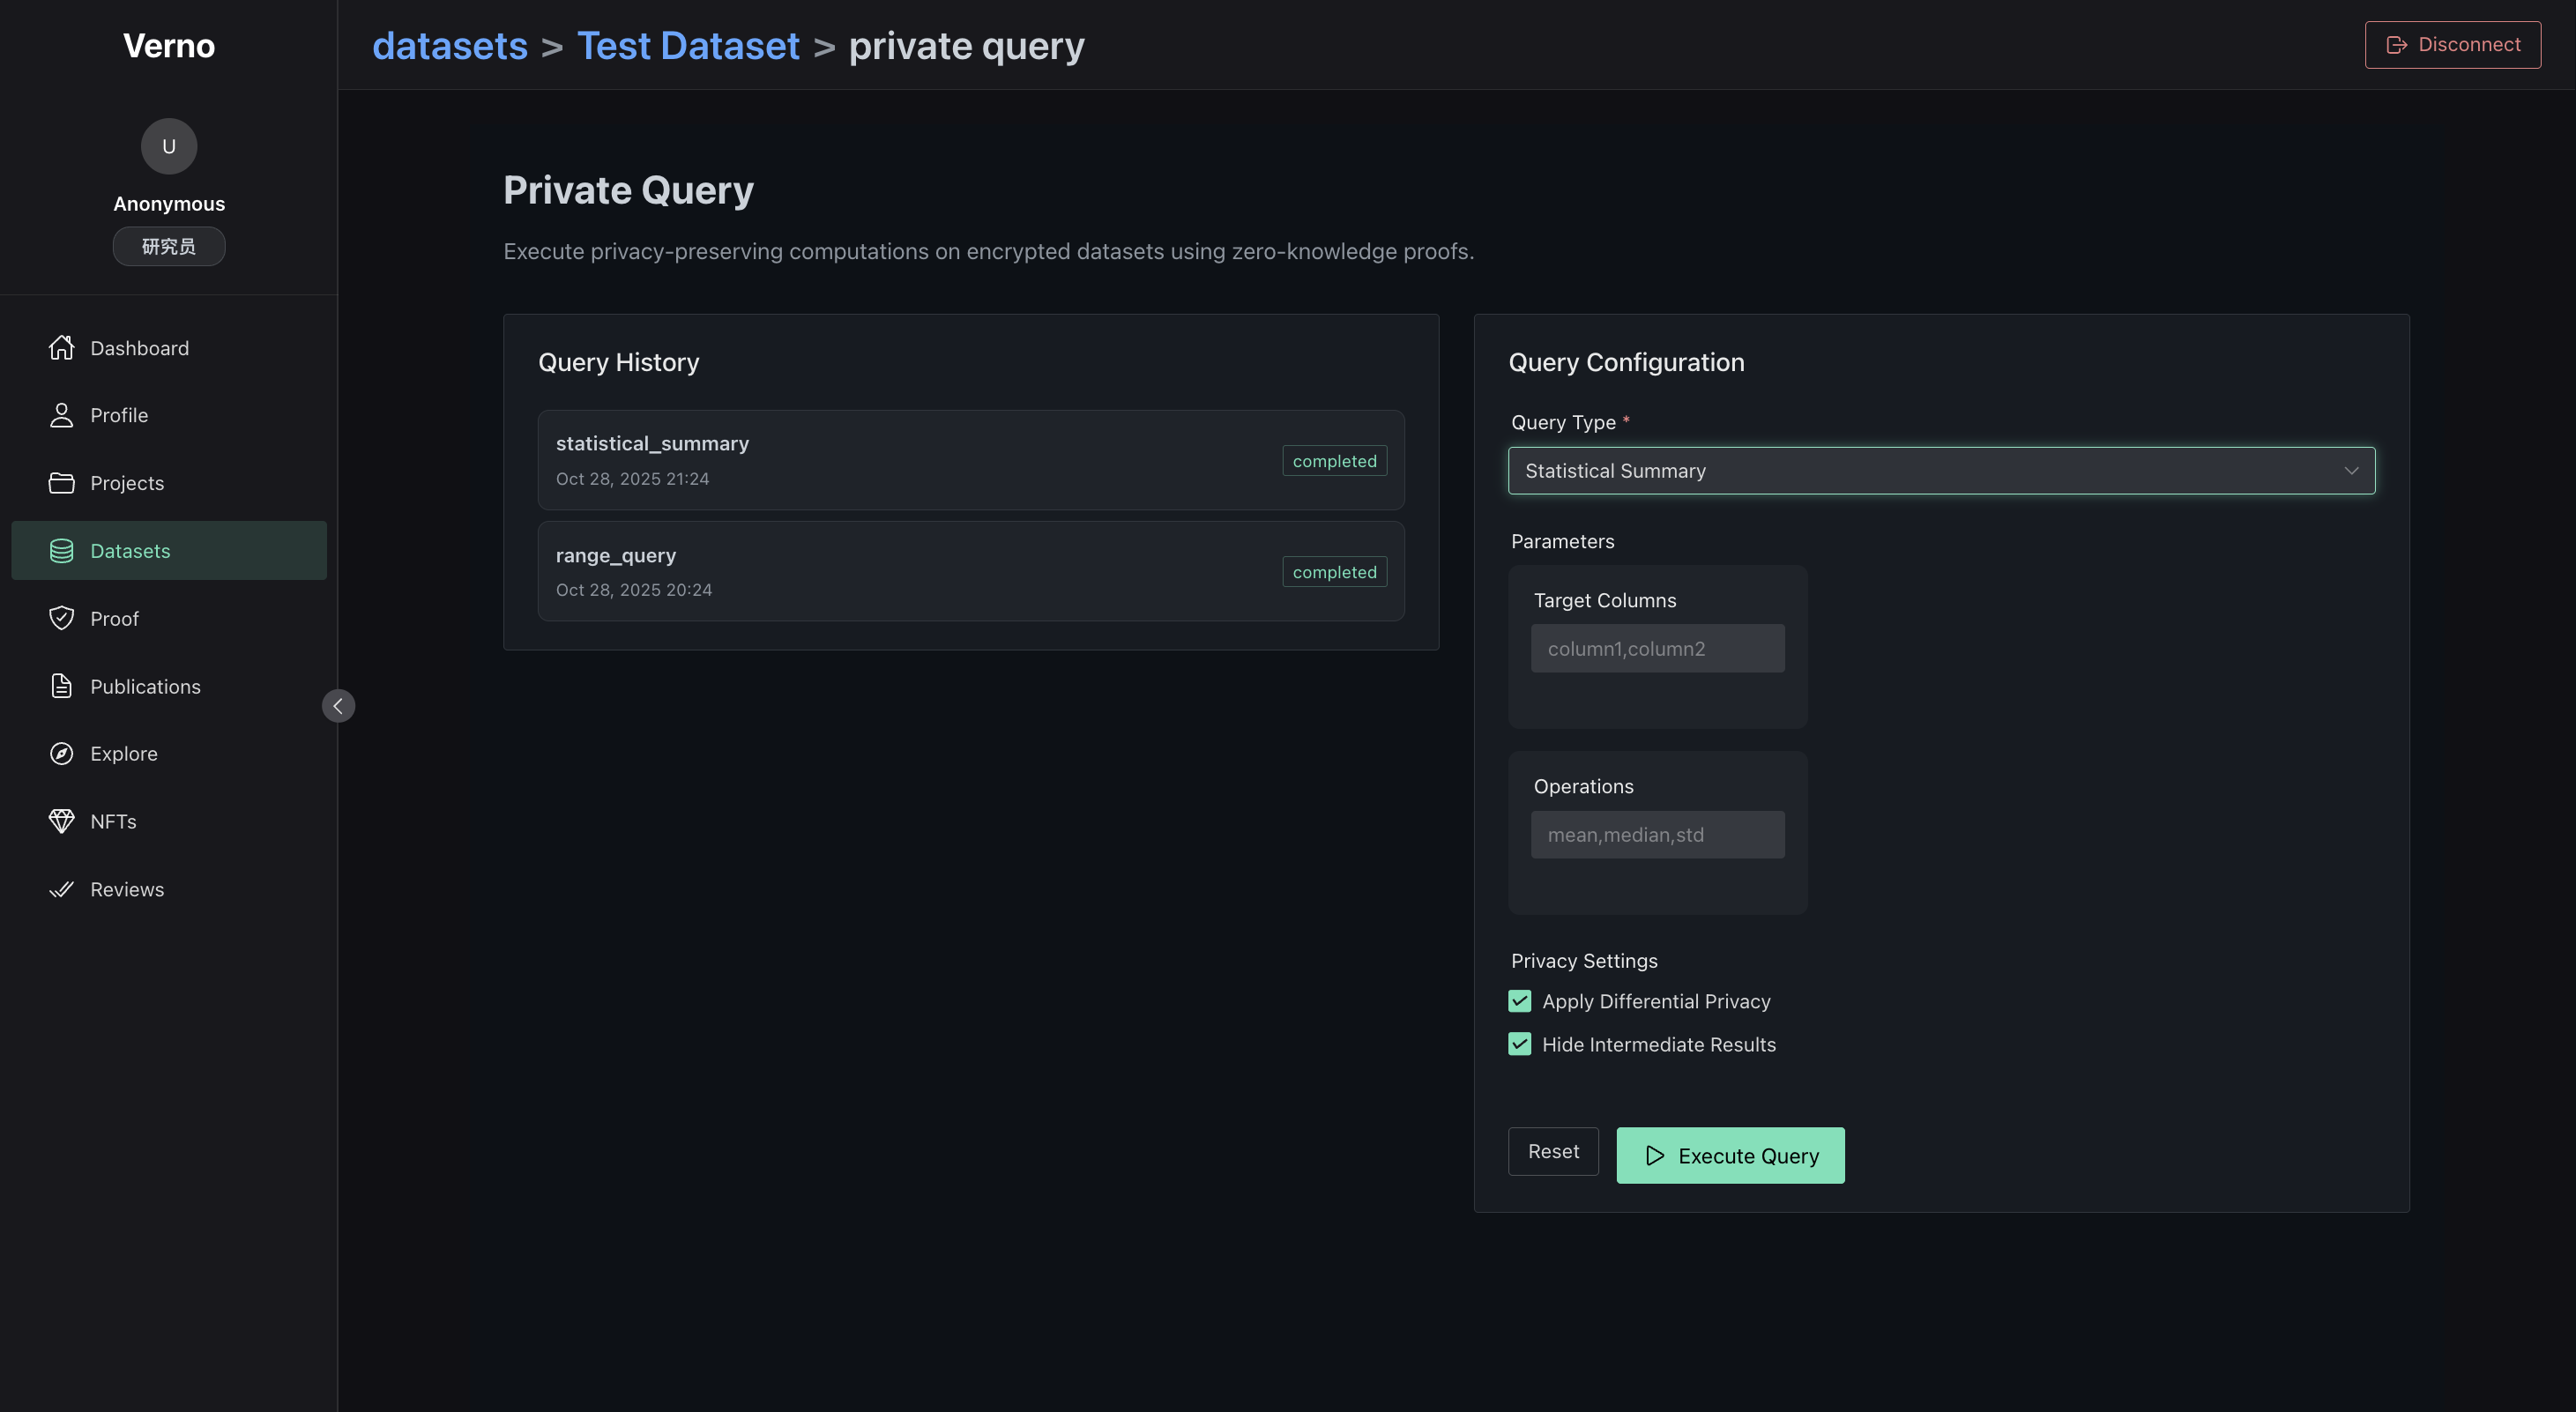 Verno
U
Anonymous
研究员
Dashboard
Profile
Projects
Datasets
Proof
Publications
Explore
NFTs
Reviews
datasets > Test Dataset > private query
Disconnect
Private Query
Execute privacy-preserving computations on encrypted datasets using zero-knowledge proofs.
Query History
statistical_summary
Oct 28, 2025 21:24
completed
range_query
Oct 28, 2025 20:24
completed
Query Configuration
Query Type *
Statistical Summary
Parameters
Target Columns
column1,column2
Operations
mean,median,std
Privacy Settings
Apply Differential Privacy
Hide Intermediate Results
Reset
Execute Query